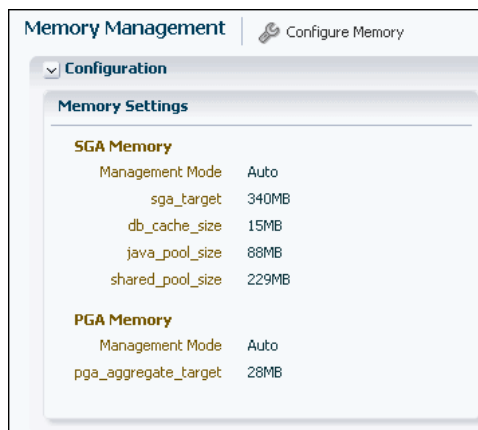 Memory Management Configure Memory
Configuration
Memory Settings
SGA Memory
Management Mode Auto
sga_target 340MB
db_cache_size 15MB
java_pool_size 88MB
shared_pool_size 229MB
PGA Memory
Management Mode Auto
pga_aggregate_target 28MB